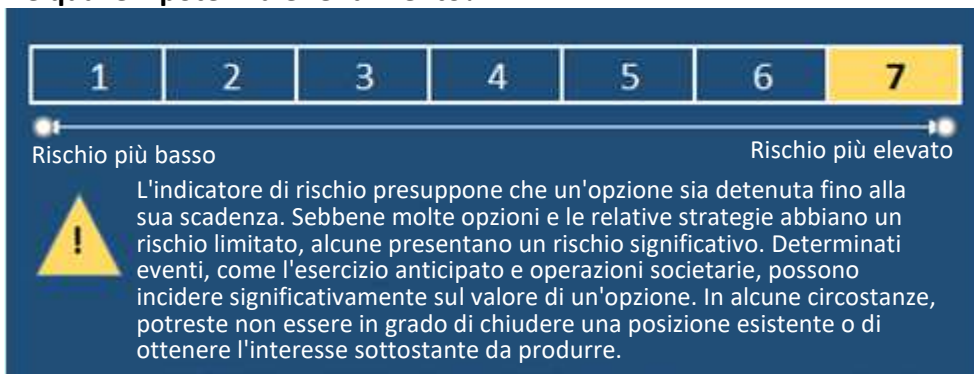 1 2 3 4 5 6 7
Rischio più basso Rischio più elevato
L'indicatore di rischio presuppone che un'opzione sia detenuta fino alla
sua scadenza. Sebbene molte opzioni e le relative strategie abbiano un
! rischio limitato, alcune presentano un rischio significativo. Determinati
eventi, come l'esercizio anticipato e operazioni societarie, possono
incidere significativamente sul valore di un'opzione. In alcune circostanze,
potreste non essere in grado di chiudere una posizione esistente o di
ottenere l'interesse sottostante da produrre.